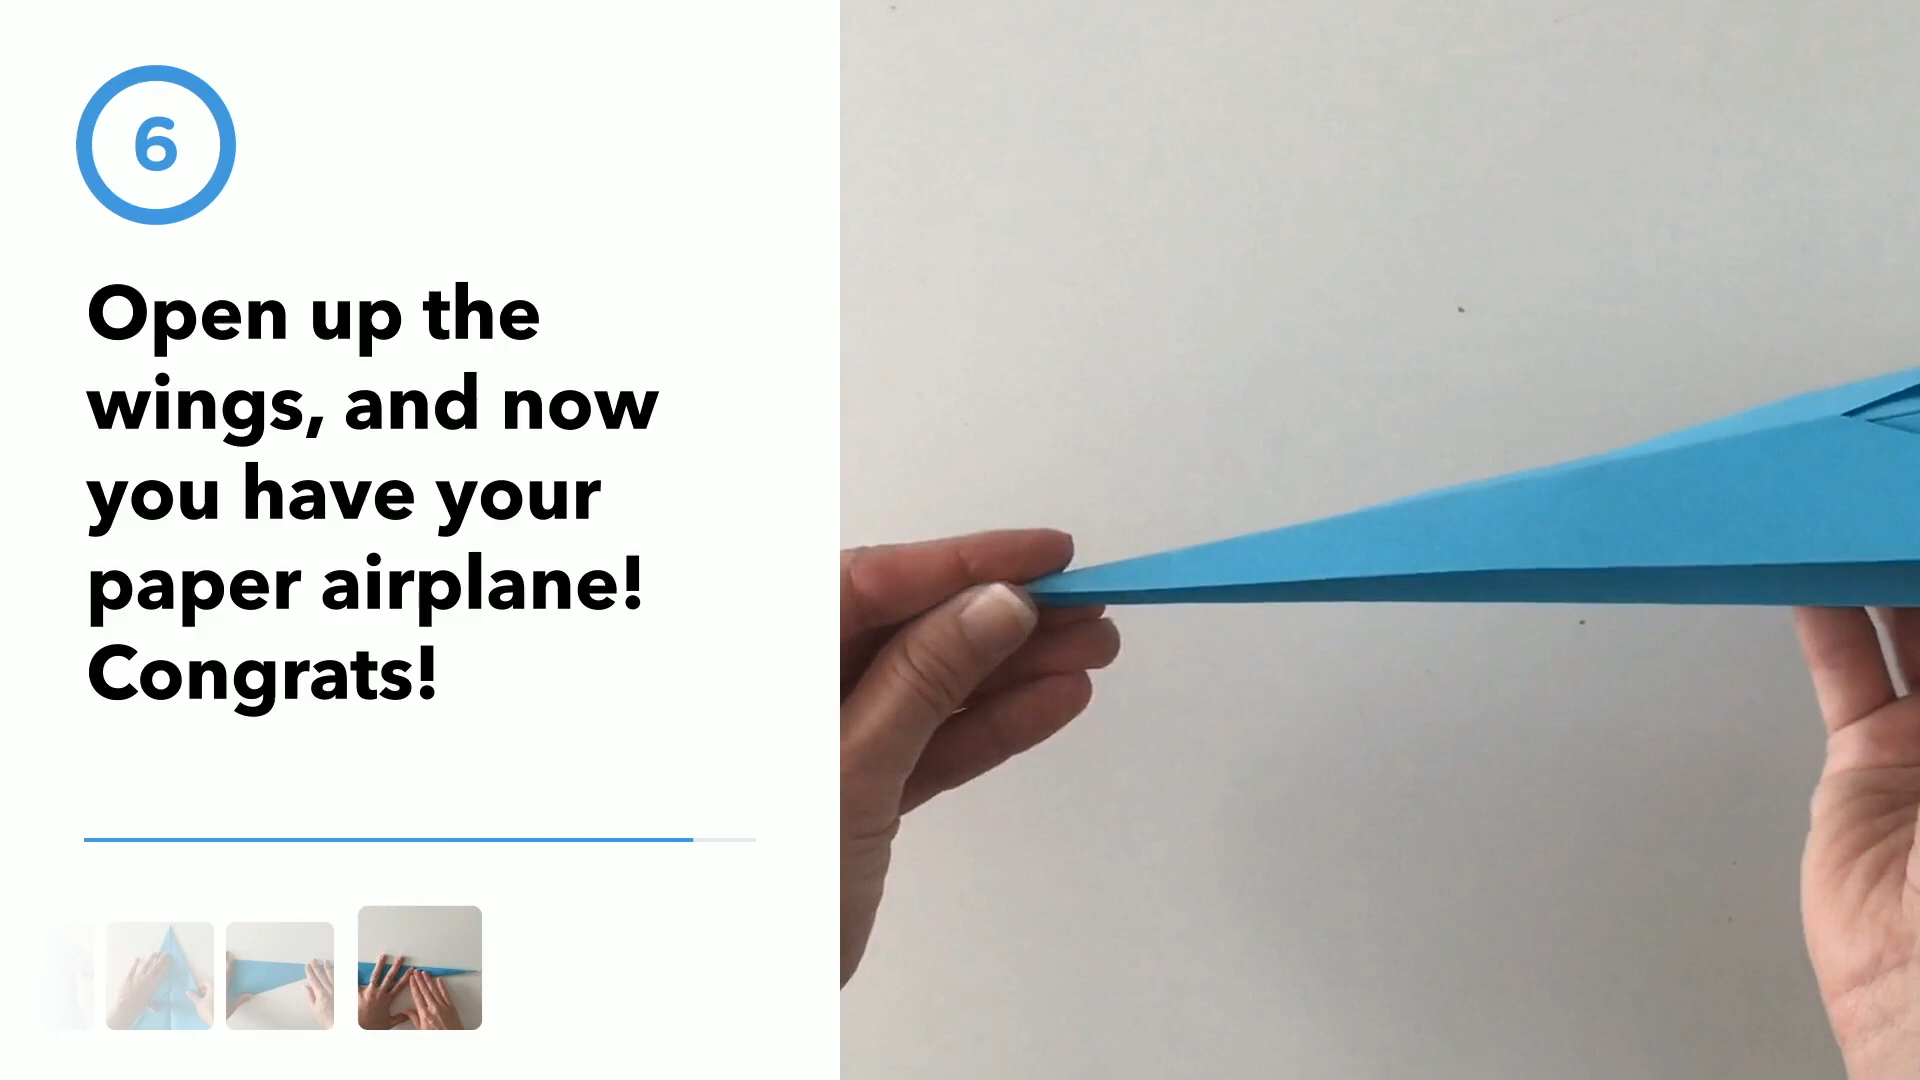 6
Open up the
wings, and now
you have your
paper airplane!
Congrats!